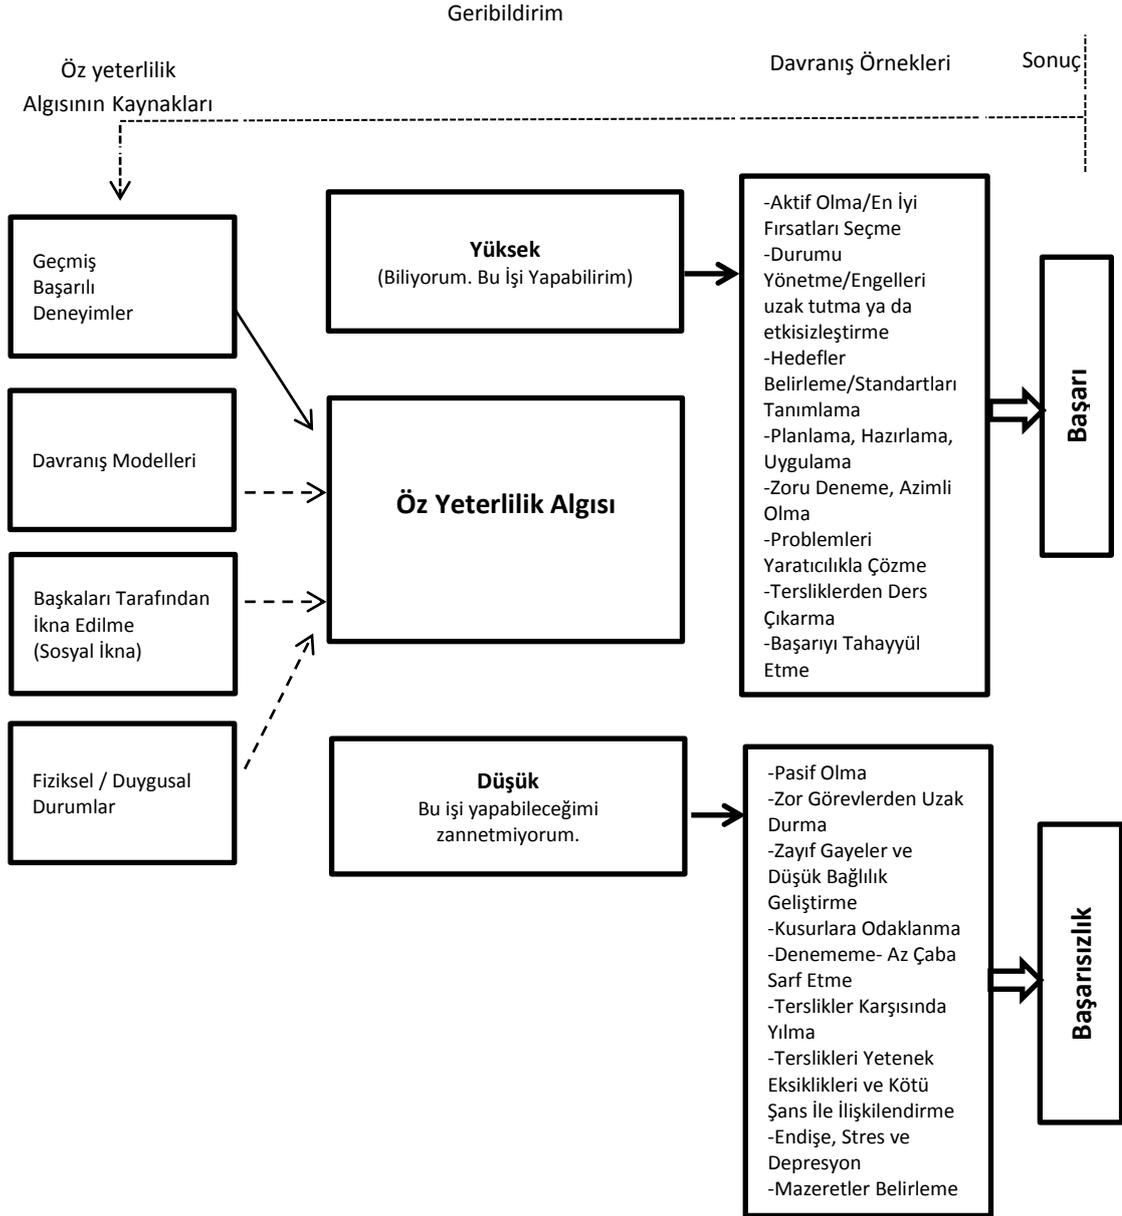 Geribildirim
Öz yeterlilik
Algısının Kaynakları
Davranış Örnekleri
Sonuç
Geçmiş
Başarılı
Deneyimler
Davranış Modelleri
Başkaları Tarafından
İkna Edilme
(Sosyal İkna)
Fiziksel / Duygusal
Durumlar
Yüksek
(Biliyorum. Bu İşi Yapabilirim)
Öz Yeterlilik Algısı
Düşük
Bu işi yapabileceğimi
zannetmiyorum.
-Aktif Olma/En İyi
Fırsatları Seçme
-Durumu
Yönetme/Engelleri
uzak tutma ya da
etkisizleştirme
-Hedefler
Belirleme/Standartları
Tanımlama
-Planlama, Hazırlama,
Uygulama
-Zoru Deneme, Azimli
Olma
-Problemleri
Yaratıcılıkla Çözme
-Tersliklerden Ders
Çıkarma
-Başarıyı Tahayyül
Etme
Başarı
-Pasif Olma
-Zor Görevlerden Uzak
Durma
-Zayıf Gayeler ve
Düşük Bağlılık
Geliştirme
-Kusurlara Odaklanma
-Denememe- Az Çaba
Sarf Etme
-Terslikler Karşısında
Yılma
-Terslikleri Yetenek
Eksiklikleri ve Kötü
Şans İle İlişkilendirme
-Endişe, Stres ve
Depresyon
-Mazeretler Belirleme
Başarısızlık